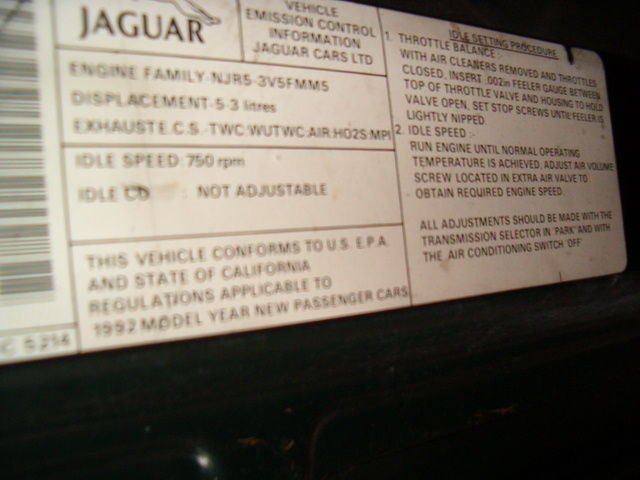 JAGUAR
VEHICLE
EMISSION CONTROL
INFORMATION
JAGUAR CARS LTD
ENGINE FAMILY-NJR5-3V5FMM5
DISPLACEMENT-5·3 litres
EXHAUST E.C.S.-TWC:WUTWC:AIR:HO2S:MPI
IDLE SPEED: 750 rpm
IDLE CO : NOT ADJUSTABLE
THIS VEHICLE CONFORMS TO U.S. E.P.A.
AND STATE OF CALIFORNIA
REGULATIONS APPLICABLE TO
1992 MODEL YEAR NEW PASSENGER CARS
C 5214
IDLE SETTING PROCEDURE
1. THROTTLE BALANCE :-
WITH AIR CLEANERS REMOVED AND THROTTLES
CLOSED, INSERT .002in FEELER GAUGE BETWEEN
TOP OF THROTTLE VALVE AND HOUSING TO HOLD
VALVE OPEN. SET STOP SCREWS UNTIL FEELER IS
LIGHTLY NIPPED.
2. IDLE SPEED :-
RUN ENGINE UNTIL NORMAL OPERATING
TEMPERATURE IS ACHIEVED, ADJUST AIR VOLUME
SCREW LOCATED IN EXTRA AIR VALVE TO
OBTAIN REQUIRED ENGINE SPEED.
ALL ADJUSTMENTS SHOULD BE MADE WITH THE
TRANSMISSION SELECTOR IN 'PARK' AND WITH
THE AIR CONDITIONING SWITCH 'OFF'